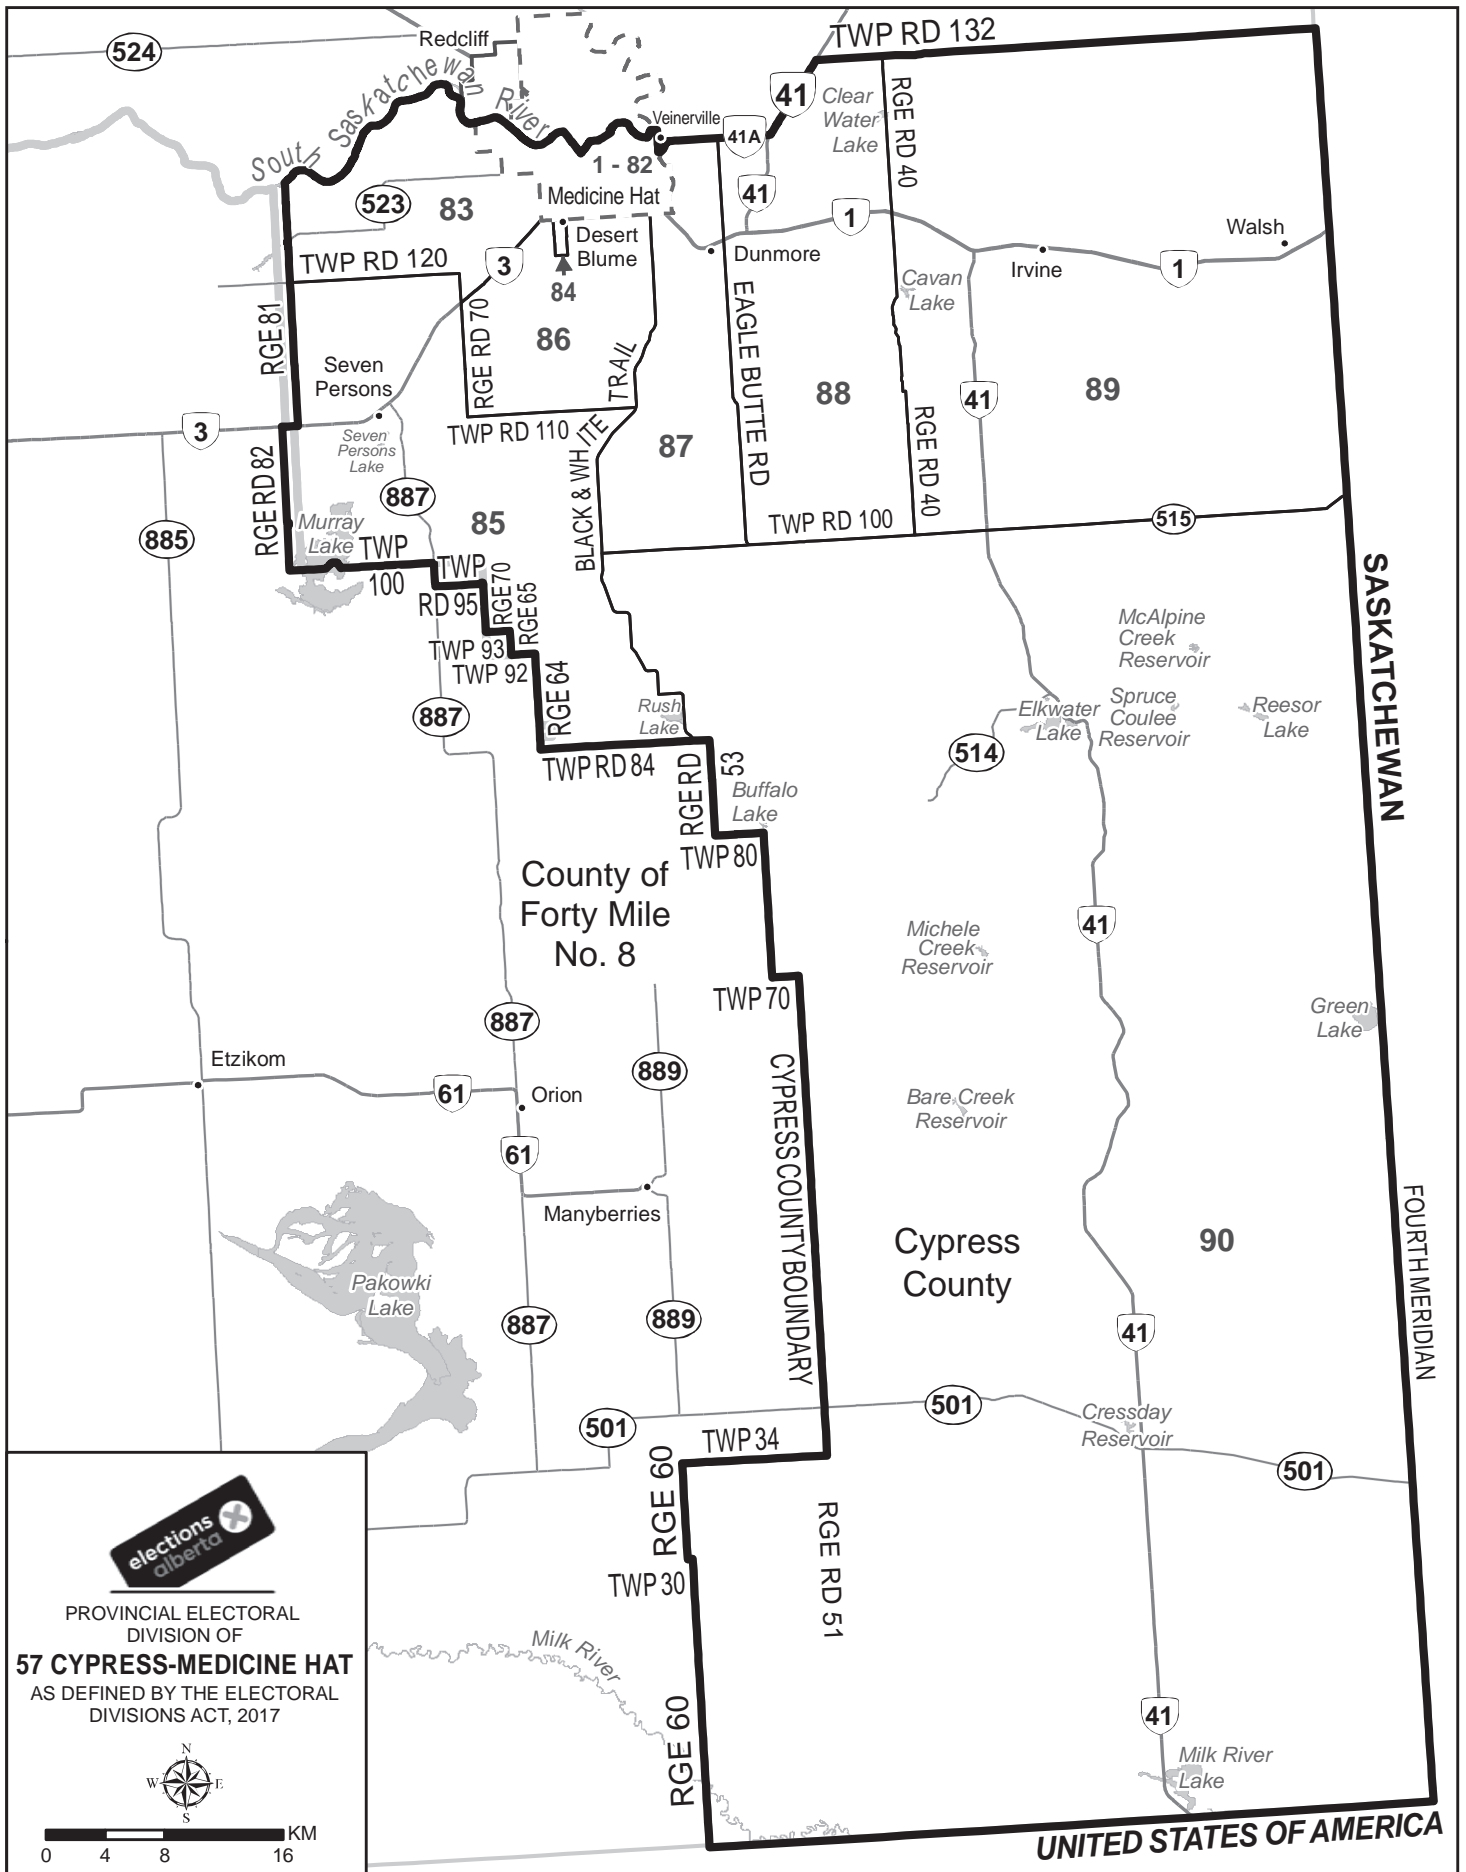 524
Redcliff
TWP RD 132
South Saskatchewan River
41
Clear
Water
Lake
RGE RD 40
Veinerville
41A
1 - 82
Medicine Hat
41
523
83
1
Walsh
Desert
Blume
Dunmore
Irvine
1
TWP RD 120
3
84
Cavan
Lake
RGE 81
RGE RD 70
86
EAGLE BUTTE RD
Seven
Persons
BLACK & WHITE TRAIL
88
89
41
3
Seven
Persons
Lake
TWP RD 110
87
RGE RD 40
RGE RD 82
887
85
885
Murray
Lake
TWP
100
TWP RD 100
515
TWP
RD 95
RGE 70
RGE 65
SASKATCHEWAN
TWP 93
TWP 92
RGE 64
McAlpine
Creek
Reservoir
887
Rush
Lake
Elkwater
Lake
Spruce
Coulee
Reservoir
Reesor
Lake
514
TWP RD 84
RGE RD 53
Buffalo
Lake
TWP 80
County of
Forty Mile
No. 8
Michele
Creek
Reservoir
41
TWP 70
Green
Lake
887
Etzikom
889
61
Orion
CYPRESS COUNTY BOUNDARY
Bare Creek
Reservoir
61
Manyberries
FOURTH MERIDIAN
Cypress
County
90
Pakowki
Lake
887
889
41
501
501
Cressday
Reservoir
501
TWP 34
RGE 60
RGE RD 51
TWP 30
Milk River
RGE 60
41
Milk River
Lake
UNITED STATES OF AMERICA
elections
alberta
PROVINCIAL ELECTORAL
DIVISION OF
57 CYPRESS-MEDICINE HAT
AS DEFINED BY THE ELECTORAL
DIVISIONS ACT, 2017
N
W E
S
KM
0 4 8 16